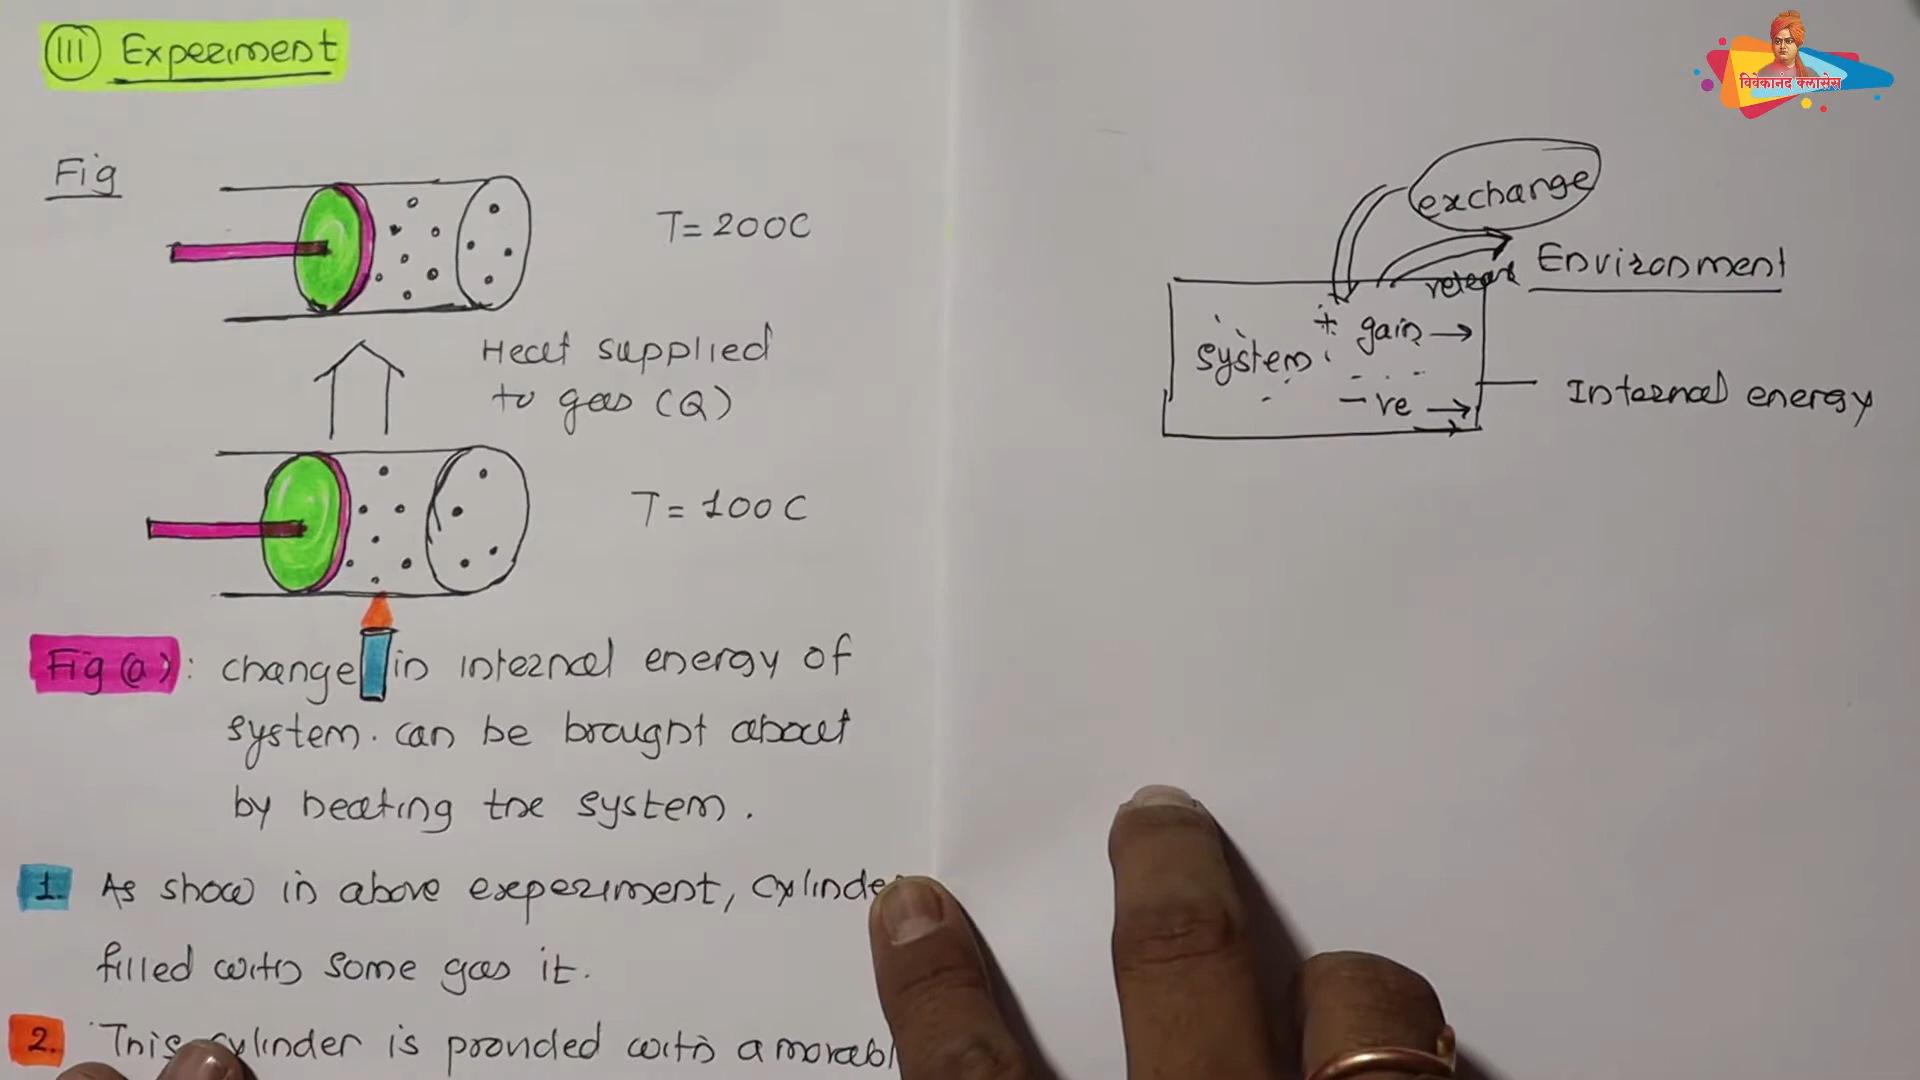 III Experiment
Fig
T= 200C
Heat supplied
to gas (Q)
T= 100C
Fig (a): change in internal energy of
system. can be brought about
by heating the system.
1. As show in above experiment, cylinder
filled with some gas it.
2. This cylinder is provided with a movabl
विवेकानंद क्लासेस
exchange
Environment
+ gain →
system
-ve →
Internal energy